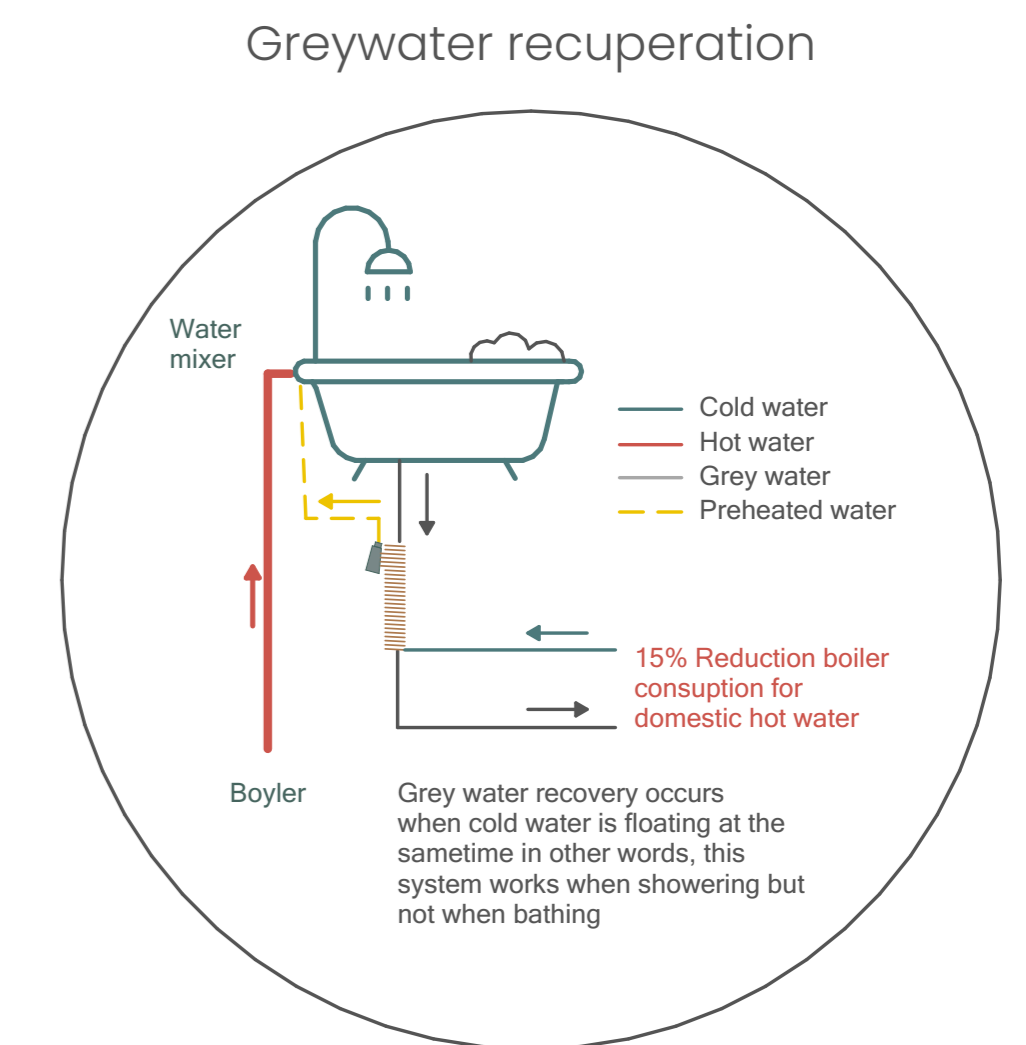 Greywater recuperation
Water
mixer
Cold water
Hot water
Grey water
Preheated water
15% Reduction boiler
consuption for
domestic hot water
Boyler
Grey water recovery occurs
when cold water is floating at the
sametime in other words, this
system works when showering but
not when bathing